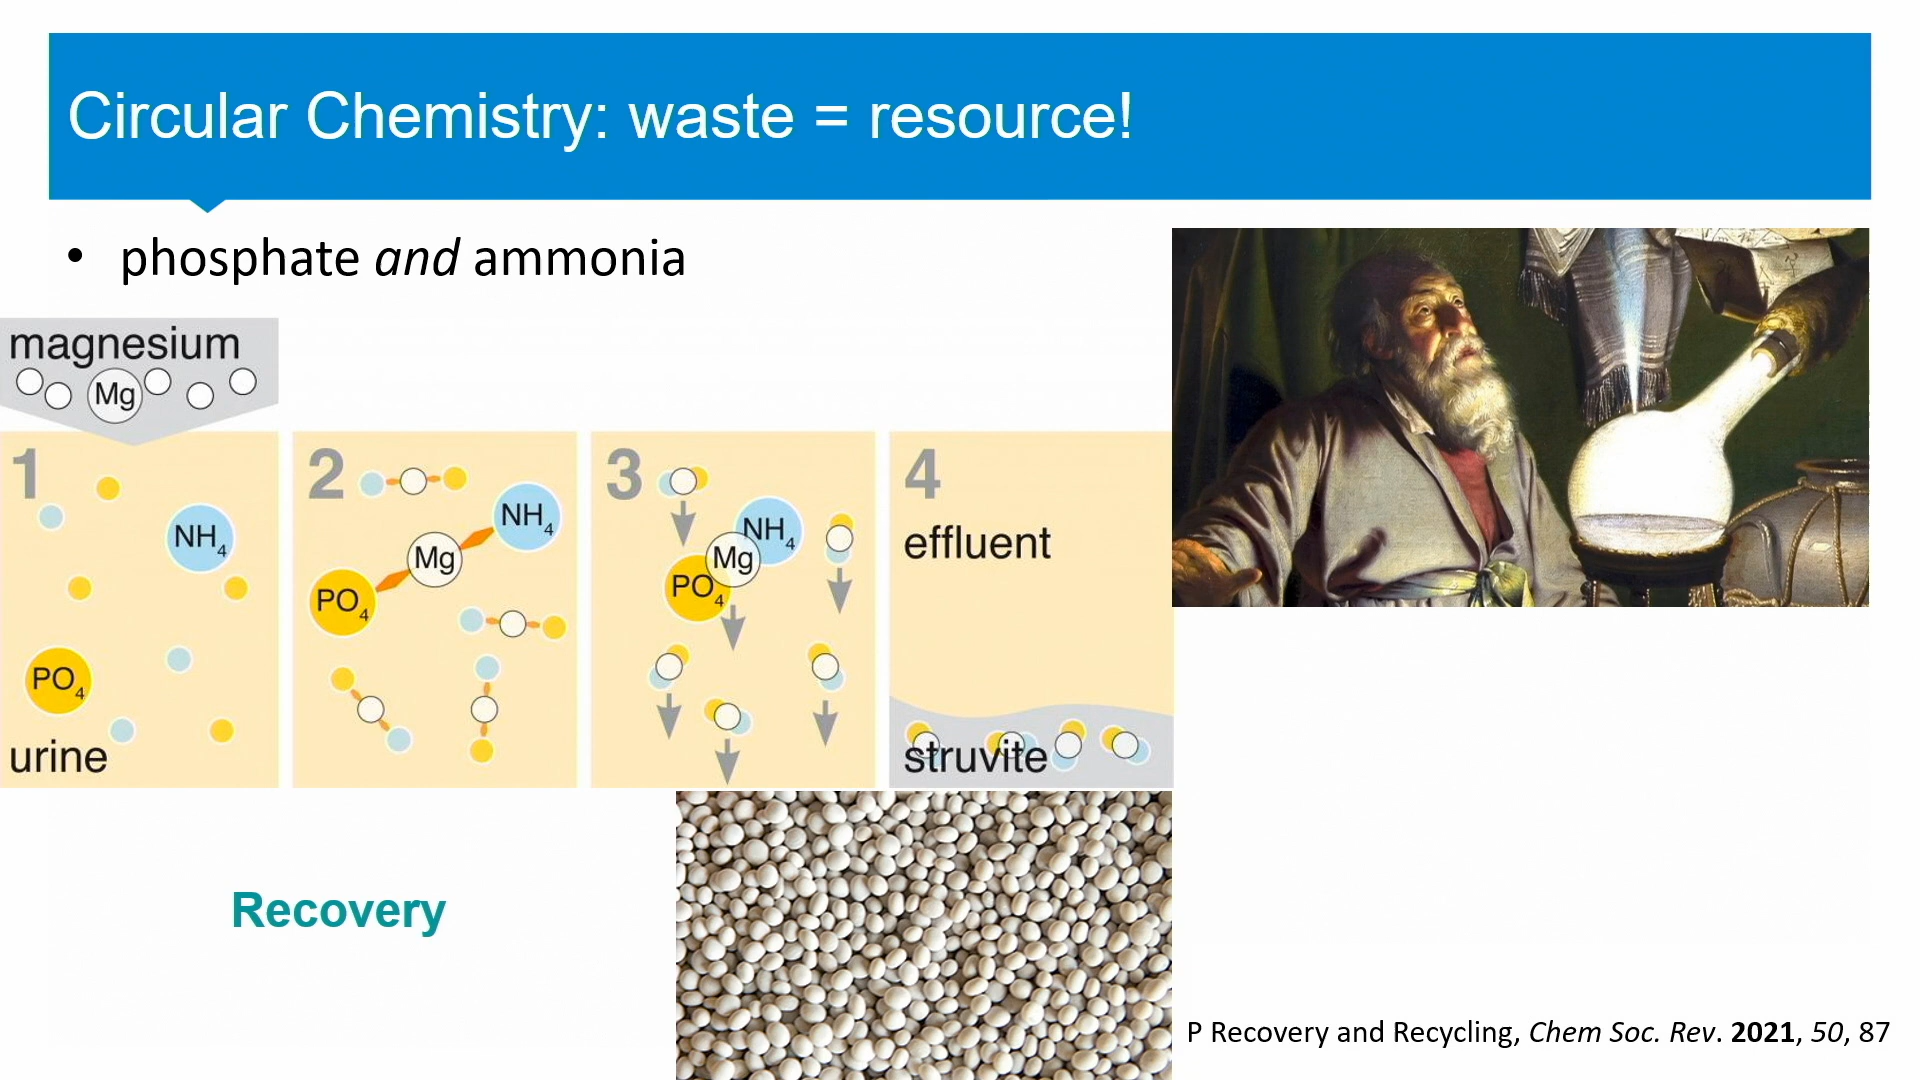 Circular Chemistry: waste = resource!
• phosphate and ammonia
magnesium
Mg
1
NH4
PO4
urine
2
NH4
Mg
PO4
3
NH4
Mg
PO4
4
effluent
struvite
Recovery
P Recovery and Recycling, Chem Soc. Rev. 2021, 50, 87